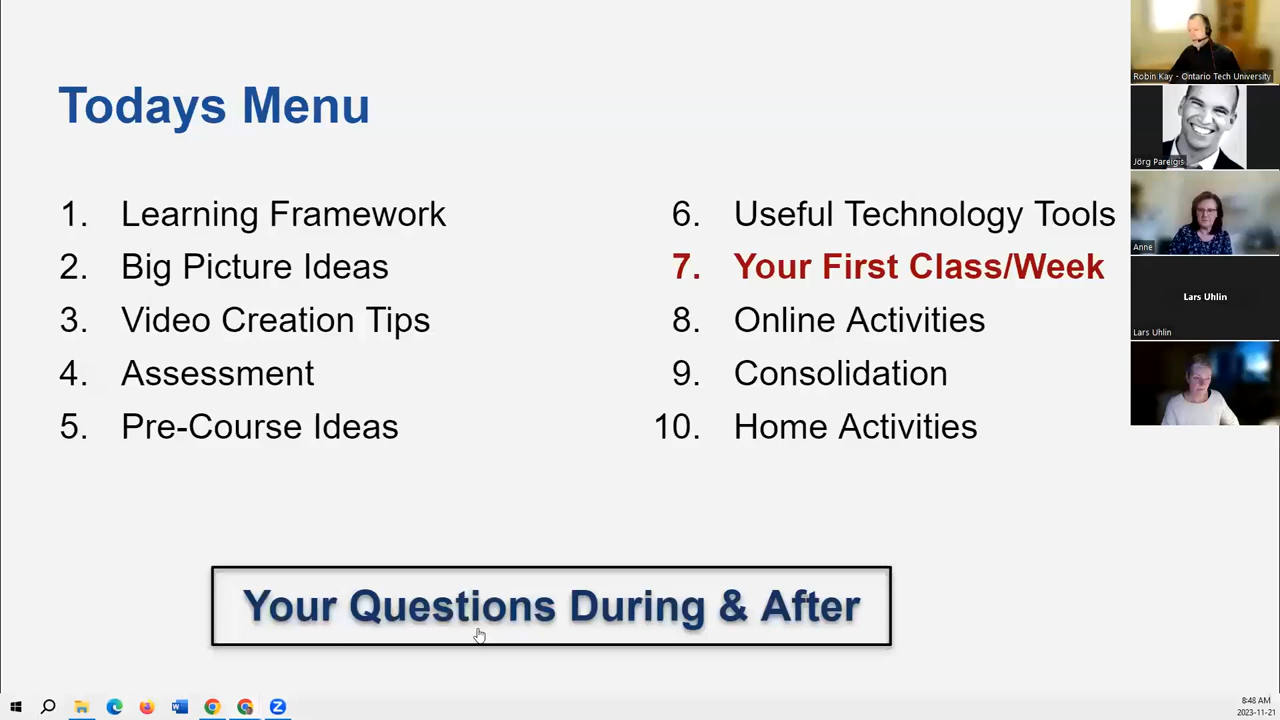 Todays Menu
1. Learning Framework
2. Big Picture Ideas
3. Video Creation Tips
4. Assessment
5. Pre-Course Ideas
6. Useful Technology Tools
7. Your First Class/Week
8. Online Activities
9. Consolidation
10. Home Activities
Your Questions During & After
Robin Kay - Ontario Tech University
Jörg Pareigis
Anne
Lars Uhlin
Lars Uhlin
8:48 AM
2023-11-21